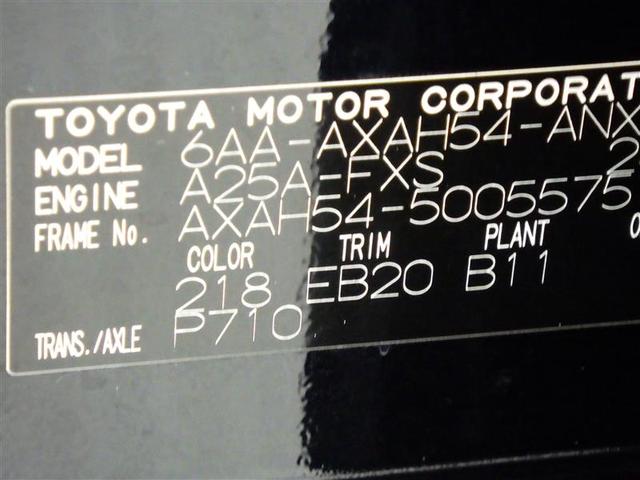 TOYOTA MOTOR CORPORAT
MODEL 6AA-AXAH54-ANX
ENGINE A25A-FXS 2
FRAME No. AXAH54-5005575
COLOR TRIM PLANT
218 EB20 B11
TRANS./AXLE P710